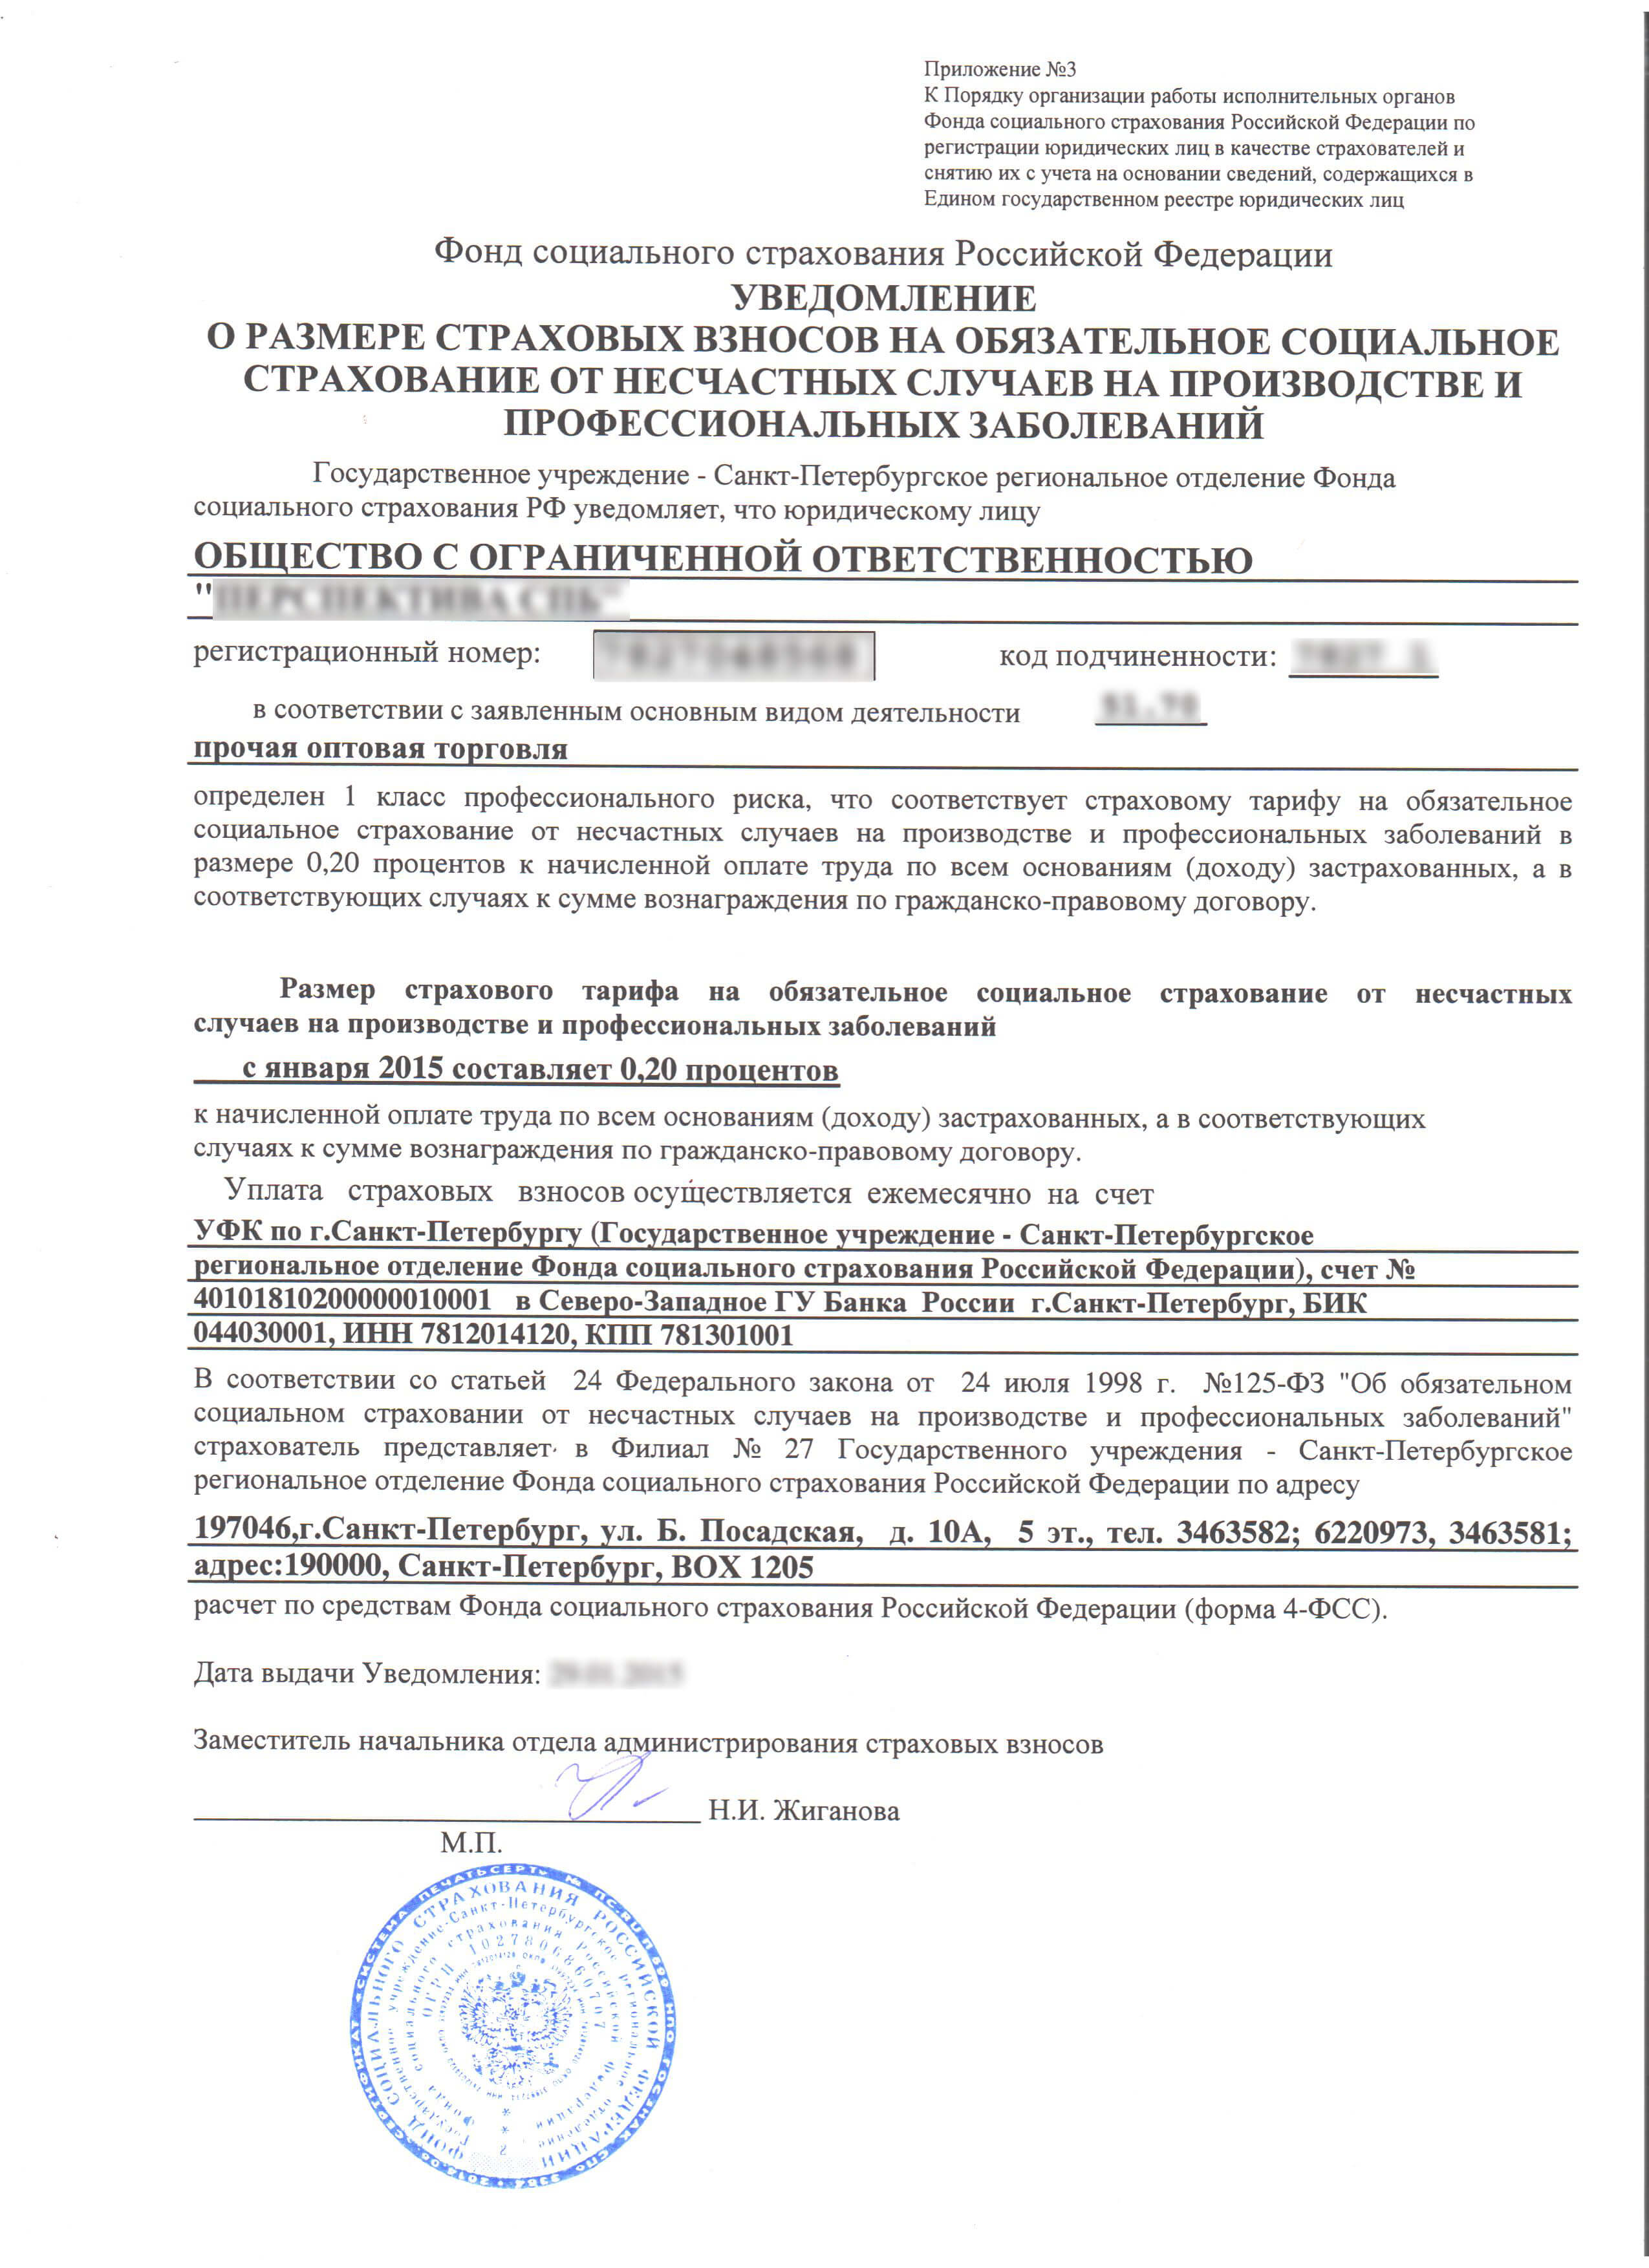 Приложение №3
К Порядку организации работы исполнительных органов
Фонда социального страхования Российской Федерации по
регистрации юридических лиц в качестве страхователей и
снятию их с учета на основании сведений, содержащихся в
Едином государственном реестре юридических лиц
Фонд социального страхования Российской Федерации
УВЕДОМЛЕНИЕ
О РАЗМЕРЕ СТРАХОВЫХ ВЗНОСОВ НА ОБЯЗАТЕЛЬНОЕ СОЦИАЛЬНОЕ
СТРАХОВАНИЕ ОТ НЕСЧАСТНЫХ СЛУЧАЕВ НА ПРОИЗВОДСТВЕ И
ПРОФЕССИОНАЛЬНЫХ ЗАБОЛЕВАНИЙ
Государственное учреждение - Санкт-Петербургское региональное отделение Фонда
социального страхования РФ уведомляет, что юридическому лицу
ОБЩЕСТВО С ОГРАНИЧЕННОЙ ОТВЕТСТВЕННОСТЬЮ
"
регистрационный номер: код подчиненности:
в соответствии с заявленным основным видом деятельности
прочая оптовая торговля
определен 1 класс профессионального риска, что соответствует страховому тарифу на обязательное
социальное страхование от несчастных случаев на производстве и профессиональных заболеваний в
размере 0,20 процентов к начисленной оплате труда по всем основаниям (доходу) застрахованных, а в
соответствующих случаях к сумме вознаграждения по гражданско-правовому договору.
Размер страхового тарифа на обязательное социальное страхование от несчастных
случаев на производстве и профессиональных заболеваний
с января 2015 составляет 0,20 процентов
к начисленной оплате труда по всем основаниям (доходу) застрахованных, а в соответствующих
случаях к сумме вознаграждения по гражданско-правовому договору.
Уплата страховых взносов осуществляется ежемесячно на счет
УФК по г.Санкт-Петербургу (Государственное учреждение - Санкт-Петербургское
региональное отделение Фонда социального страхования Российской Федерации), счет №
40101810200000010001 в Северо-Западное ГУ Банка России г.Санкт-Петербург, БИК
044030001, ИНН 7812014120, КПП 781301001
В соответствии со статьей 24 Федерального закона от 24 июля 1998 г. №125-ФЗ "Об обязательном
социальном страховании от несчастных случаев на производстве и профессиональных заболеваний"
страхователь представляет в Филиал № 27 Государственного учреждения - Санкт-Петербургское
региональное отделение Фонда социального страхования Российской Федерации по адресу
197046,г.Санкт-Петербург, ул. Б. Посадская, д. 10А, 5 эт., тел. 3463582; 6220973, 3463581;
адрес:190000, Санкт-Петербург, BOX 1205
расчет по средствам Фонда социального страхования Российской Федерации (форма 4-ФСС).
Дата выдачи Уведомления:
Заместитель начальника отдела администрирования страховых взносов
Н.И. Жиганова
М.П.
ФОНД СОЦИАЛЬНОГО СТРАХОВАНИЯ РОССИЙСКОЙ ФЕДЕРАЦИИ
Государственное учреждение-Санкт-Петербургское региональное отделение
Фонда социального страхования Российской Федерации
ОГРН 1027806860707